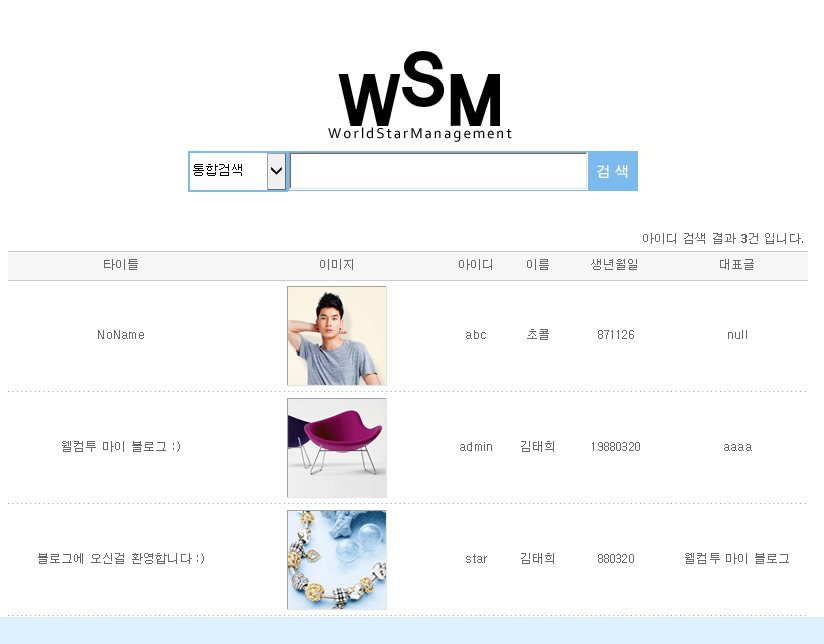 WSM
WorldStarManagement
통합검색 검 색
아이디 검색 결과 3건 입니다.
타이틀 이미지 아이디 이름 생년월일 대표글
NoName abc 초콜 871126 null
웰컴투 마이 블로그 :) admin 김태희 19880320 aaaa
블로그에 오신걸 환영합니다 :) star 김태희 880320 웰컴투 마이 블로그